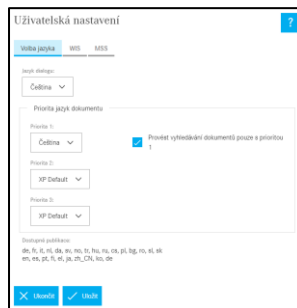 Uživatelská nastavení
?
Volba jazyka WIS MSS
Jazyk dialogu:
Čeština
Priorita jazyk dokumentu
Priorita 1:
Čeština
Provést vyhledávání dokumentů pouze s prioritou
1
Priorita 2:
XP Default
Priorita 3:
XP Default
Dostupné publikace:
de, fr, it, nl, da, sv, no, tr, hu, ru, cs, pl, bg, ro, sl, sk
en, es, pt, fi, el, ja, zh_CN, ko, de
Ukončit Uložit